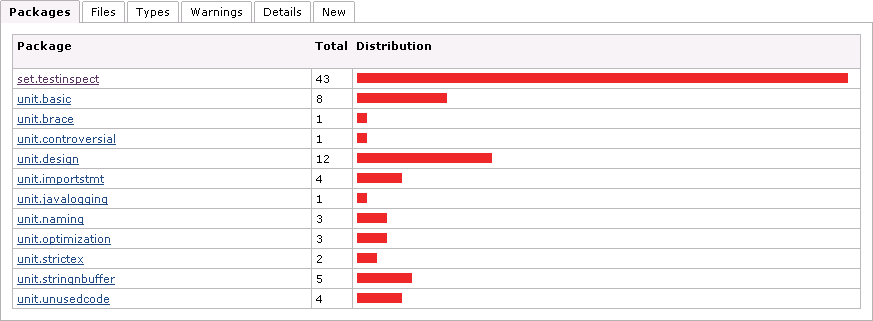 Packages Files Types Warnings Details New
Package Total Distribution
set.testinspect 43
unit.basic 8
unit.brace 1
unit.controversial 1
unit.design 12
unit.importstmt 4
unit.javalogging 1
unit.naming 3
unit.optimization 3
unit.strictex 2
unit.stringnbuffer 5
unit.unusedcode 4